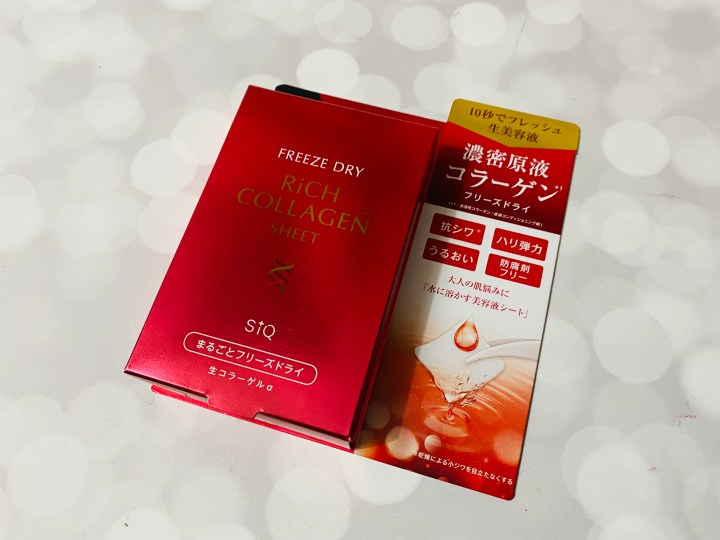 FREEZE DRY
RiCH
COLLAGEN
SHEET
SiQ
まるごとフリーズドライ
生コラーゲルα
10秒でフレッシュ
生美容液
濃密原液
コラーゲン※1
フリーズドライ
抗シワ※
ハリ弾力
うるおい
防腐剤
フリー
大人の肌悩みに
「水に溶かす美容液シート」
※乾燥による小ジワを目立たなくする